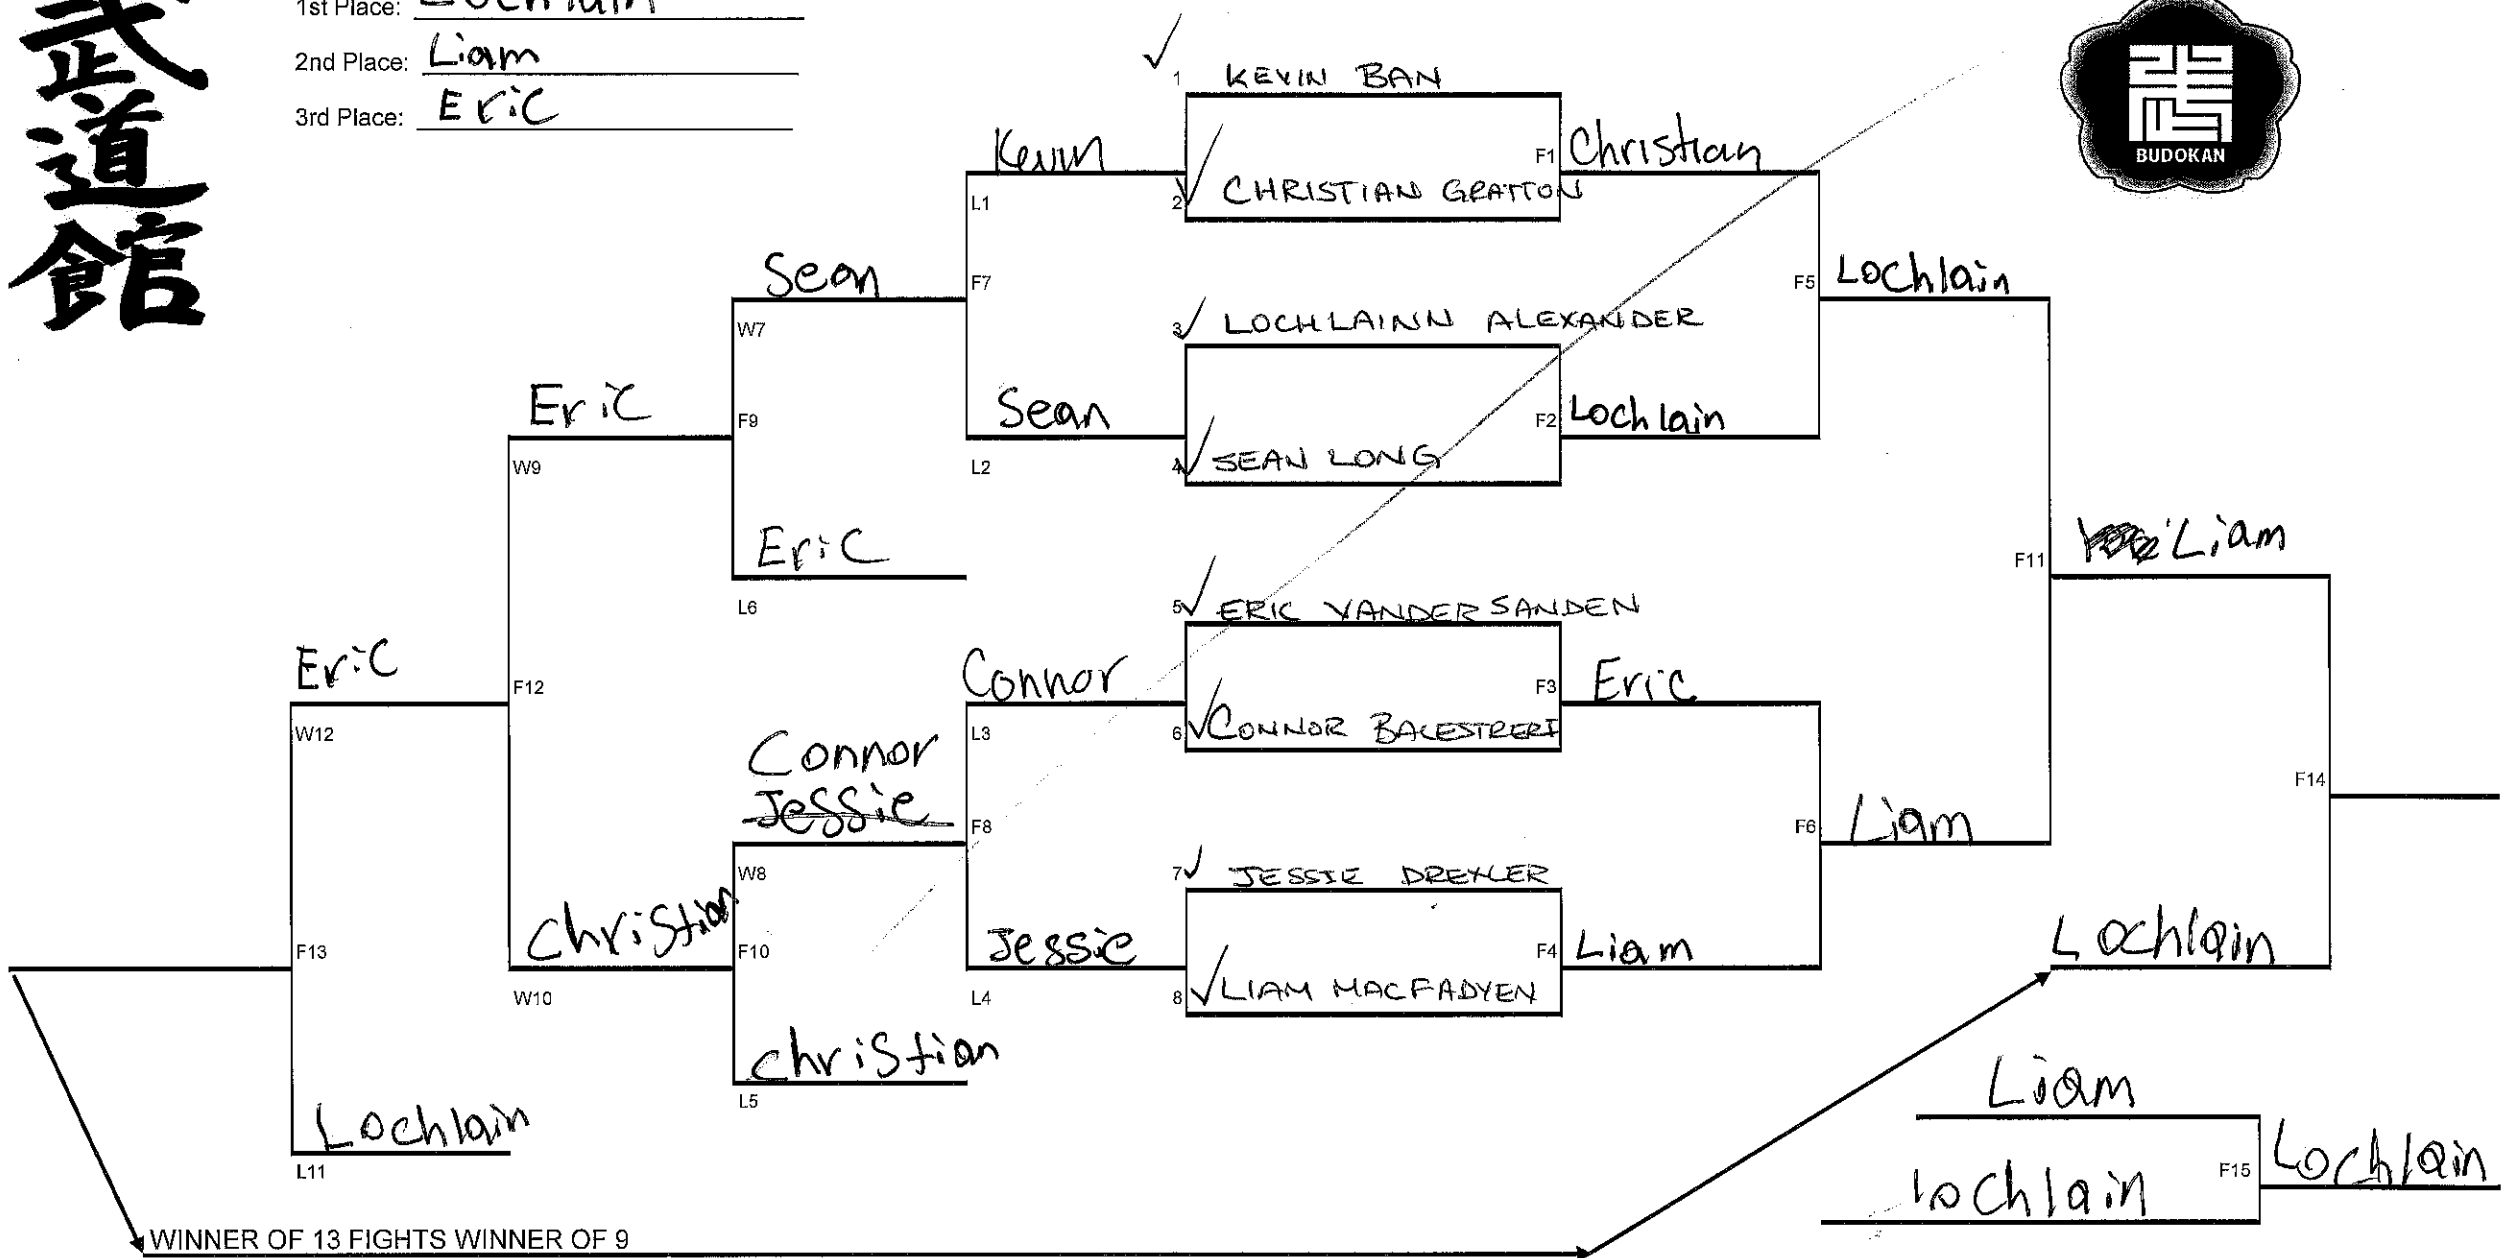 武道館
1st Place: Lochlain
2nd Place: Liam
3rd Place: Eric
BUDOKAN
1 KEVIN BAN
Kevin
F1 Christian
L1
2 CHRISTIAN GRATTON
Sean
F7
F5 Lochlain
W7
3 LOCHLAINN ALEXANDER
Eric
F9
Sean
F2 Lochlain
W9
L2
4 SEAN LONG
Eric
F11 Liam
L6
5 ERIC VANDERSANDEN
Eric
F12
Connor
F3 Eric
W12
L3
6 CONNOR BALESTRERI
Connor
Jessie
F8
F6 Liam
F14
W8
7 JESSIE DREXLER
Christian
F10
Jessie
F4 Liam
Lochlain
F13
W10
L4
8 LIAM MACFADYEN
Christian
L5
Liam
Lochlain
L11
F15 Lochlain
lochlain
WINNER OF 13 FIGHTS WINNER OF 9